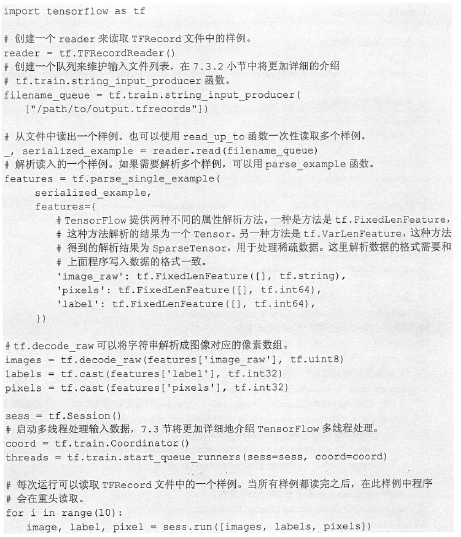 import tensorflow as tf
# 创建一个 reader 来读取 TFRecord 文件中的样例。
reader = tf.TFRecordReader()
# 创建一个队列来维护输入文件列表，在 7.3.2 小节中将更加详细的介绍
# tf.train.string_input_producer 函数。
filename_queue = tf.train.string_input_producer(
["/path/to/output.tfrecords"])
# 从文件中读出一个样例。也可以使用 read_up_to 函数一次性读取多个样例。
_, serialized_example = reader.read(filename_queue)
# 解析读入的一个样例。如果需要解析多个样例，可以用 parse_example 函数。
features = tf.parse_single_example(
serialized_example,
features={
# TensorFlow 提供两种不同的属性解析方法。一种是方法是 tf.FixedLenFeature，
# 这种方法解析的结果为一个 Tensor。另一种方法是 tf.VarLenFeature，这种方法
# 得到的解析结果为 SparseTensor，用于处理稀疏数据。这里解析数据的格式需要和
# 上面程序写入数据的格式一致。
'image_raw': tf.FixedLenFeature([], tf.string),
'pixels': tf.FixedLenFeature([], tf.int64),
'label': tf.FixedLenFeature([], tf.int64),
})
# tf.decode_raw 可以将字符串解析成图像对应的像素数组。
images = tf.decode_raw(features['image_raw'], tf.uint8)
labels = tf.cast(features['label'], tf.int32)
pixels = tf.cast(features['pixels'], tf.int32)
sess = tf.Session()
# 启动多线程处理输入数据，7.3 节将更加详细地介绍 TensorFlow 多线程处理。
coord = tf.train.Coordinator()
threads = tf.train.start_queue_runners(sess=sess, coord=coord)
# 每次运行可以读取 TFRecord 文件中的一个样例。当所有样例都读完之后，在此样例中程序
# 会在重头读取。
for i in range(10):
image, label, pixel = sess.run([images, labels, pixels])